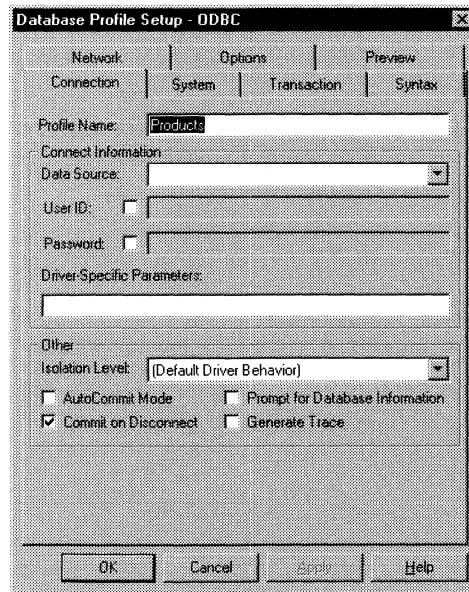 Database Profile Setup - ODBC
Network Options Preview
Connection System Transaction Syntax
Profile Name: Products
Connect Information
Data Source:
User ID:
Password:
Driver-Specific Parameters:
Other
Isolation Level: (Default Driver Behavior)
AutoCommit Mode Prompt for Database Information
Commit on Disconnect Generate Trace
OK Cancel Apply Help